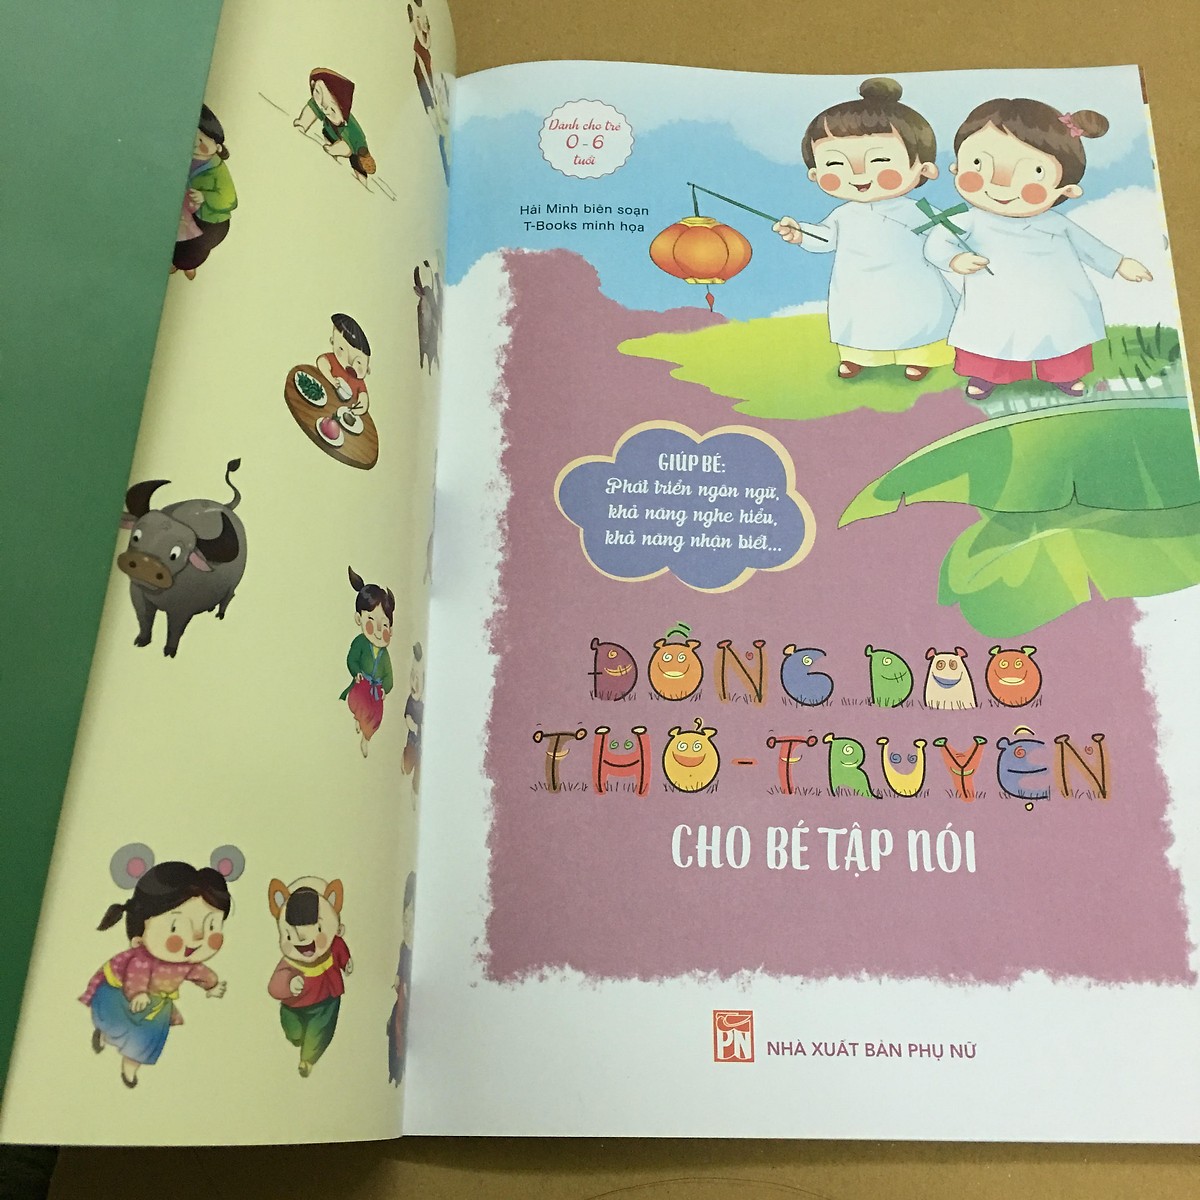 Dành cho trẻ
0 - 6
tuổi
Hải Minh biên soạn
T-Books minh họa
GIÚP BÉ:
Phát triển ngôn ngữ,
khả năng nghe hiểu,
khả năng nhận biết...
ĐỒNG DAO
THƠ - TRUYỆN
CHO BÉ TẬP NÓI
PN
NHÀ XUẤT BẢN PHỤ NỮ